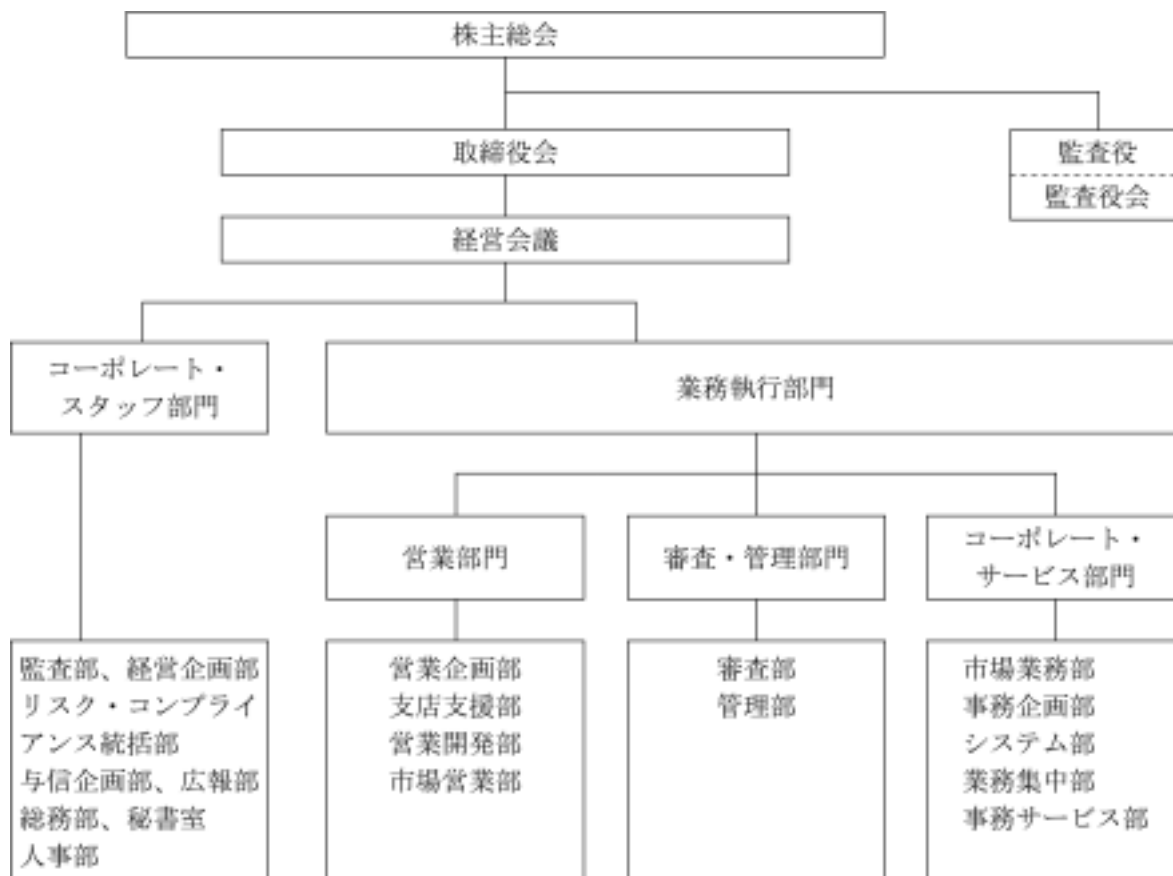 株主総会
取締役会
監査役
監査役会
経営会議
コーポレート・
スタッフ部門
業務執行部門
営業部門
審査・管理部門
コーポレート・
サービス部門
監査部、経営企画部
リスク・コンプライ
アンス統括部
与信企画部、広報部
総務部、秘書室
人事部
営業企画部
支店支援部
営業開発部
市場営業部
審査部
管理部
市場業務部
事務企画部
システム部
業務集中部
事務サービス部